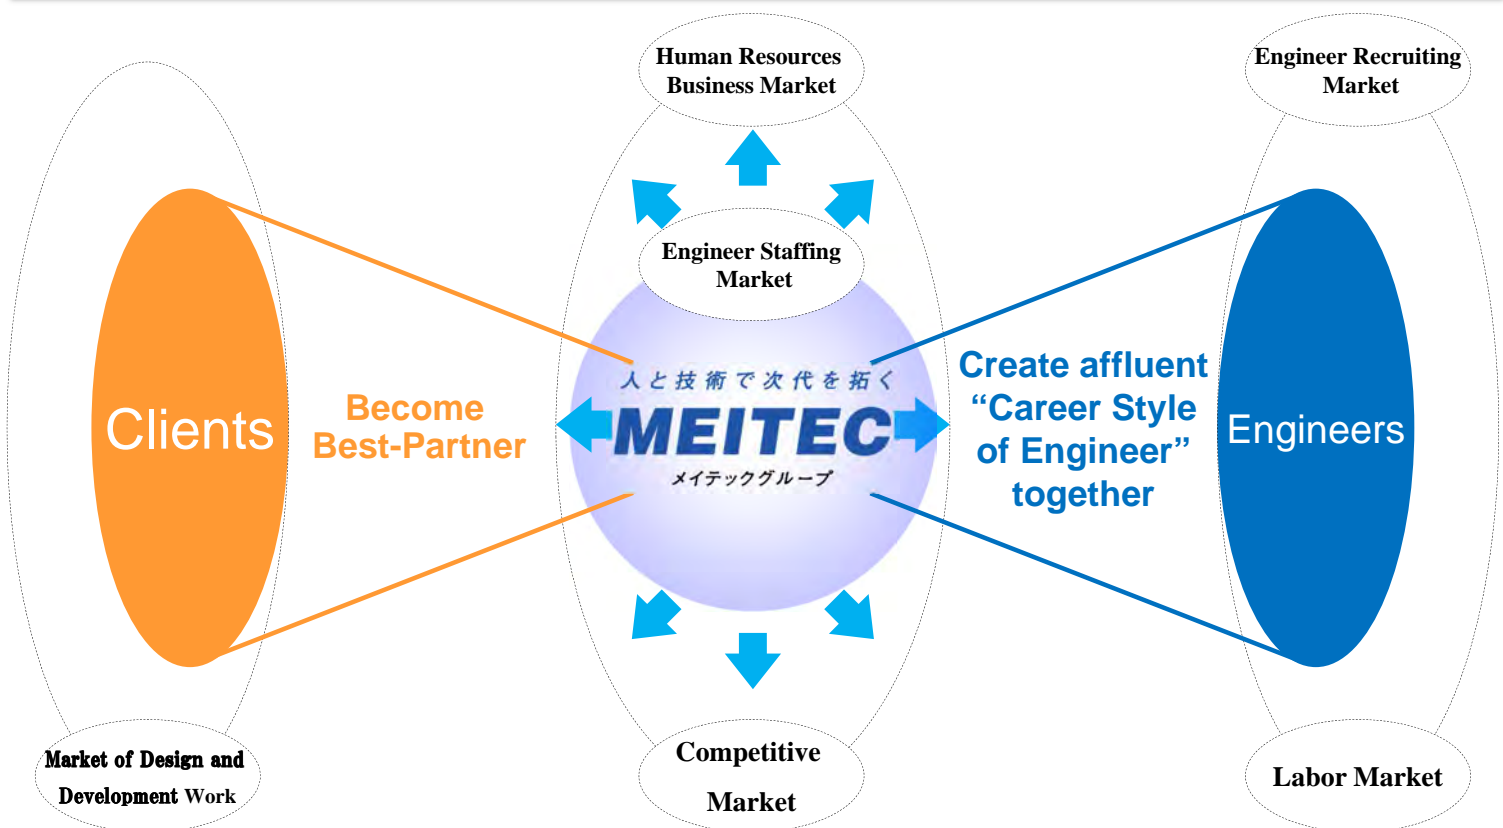 Human Resources
Business Market
Engineer Recruiting
Market
Engineer Staffing
Market
人と技術で次代を拓く
MEITEC
メイテックグループ
Clients
Become
Best-Partner
Create affluent
“Career Style
of Engineer”
together
Engineers
Market of Design and
Development Work
Competitive
Market
Labor Market